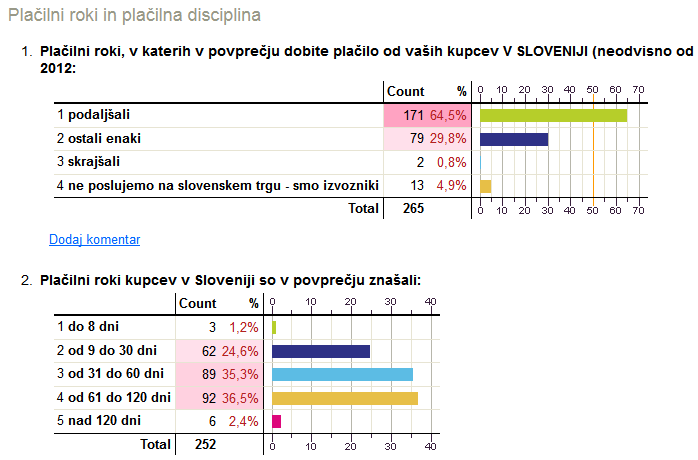 Plačilni roki in plačilna disciplina
1. Plačilni roki, v katerih v povprečju dobite plačilo od vaših kupcev V SLOVENIJI (neodvisno od
2012:
Count %
0 10 20 30 40 50 60 70
1 podaljšali 171 64,5%
2 ostali enaki 79 29,8%
3 skrajšali 2 0,8%
4 ne poslujemo na slovenskem trgu - smo izvozniki 13 4,9%
Total 265
0 10 20 30 40 50 60 70
Dodaj komentar
2. Plačilni roki kupcev v Sloveniji so v povprečju znašali:
Count % 0 10 20 30 40
1 do 8 dni 3 1,2%
2 od 9 do 30 dni 62 24,6%
3 od 31 do 60 dni 89 35,3%
4 od 61 do 120 dni 92 36,5%
5 nad 120 dni 6 2,4%
Total 252 0 10 20 30 40